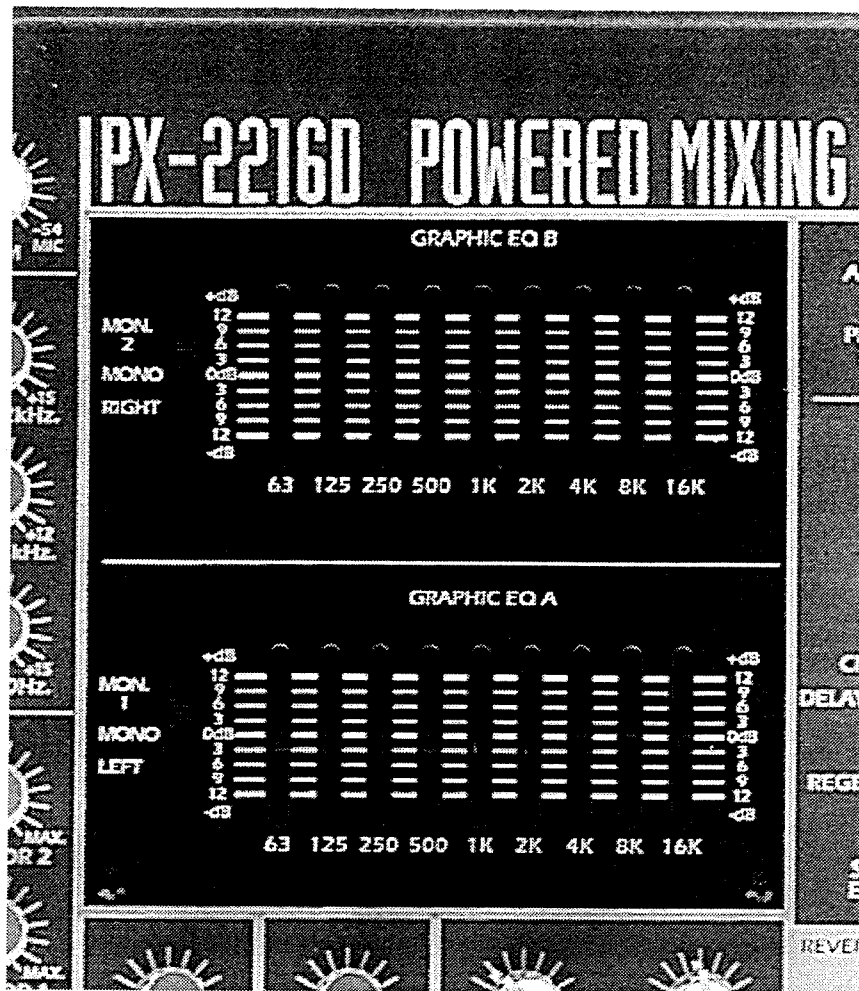 PX-2216D POWERED MIXING
-54
MIC
GRAPHIC EQ B
+dB +dB
12 12
9 9
6 6
3 3
0dB 0dB
3 3
6 6
9 9
12 12
-dB -dB
MON.
2
MONO
RIGHT
63 125 250 500 1K 2K 4K 8K 16K
+15
kHz.
+12
kHz.
GRAPHIC EQ A
+dB +dB
12 12
9 9
6 6
3 3
0dB 0dB
3 3
6 6
9 9
12 12
-dB -dB
MON.
1
MONO
LEFT
63 125 250 500 1K 2K 4K 8K 16K
+15
0Hz.
DELAY
REGE
MAX.
OR 2
MAX.
REVE